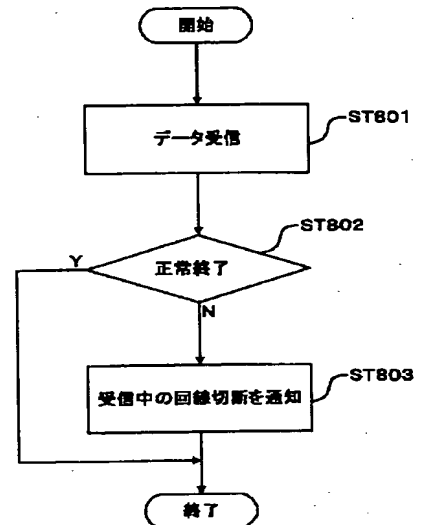 開始
データ受信
ST801
正常終了
ST802
Y
N
受信中の回線切断を通知
ST803
終了